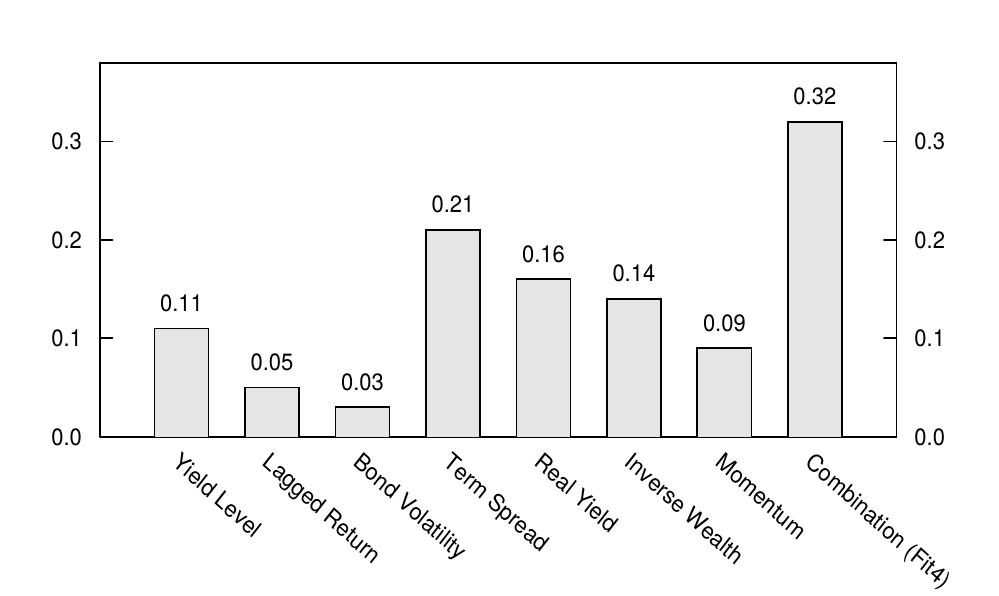 0.32
0.3 0.3
0.21
0.2 0.2
0.16
0.14
0.11
0.09
0.1 0.1
0.05
0.03
0.0 0.0
Yield Level
Lagged Return
Bond Volatility
Term Spread
Real Yield
Inverse Wealth
Momentum
Combination (Fit4)